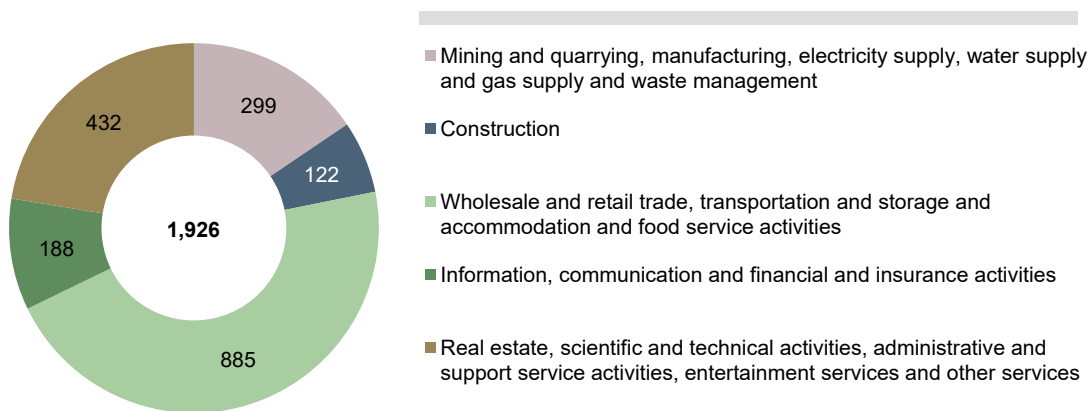 299
122
885
188
432
1,926
Mining and quarrying, manufacturing, electricity supply, water supply
and gas supply and waste management
Construction
Wholesale and retail trade, transportation and storage and
accommodation and food service activities
Information, communication and financial and insurance activities
Real estate, scientific and technical activities, administrative and
support service activities, entertainment services and other services